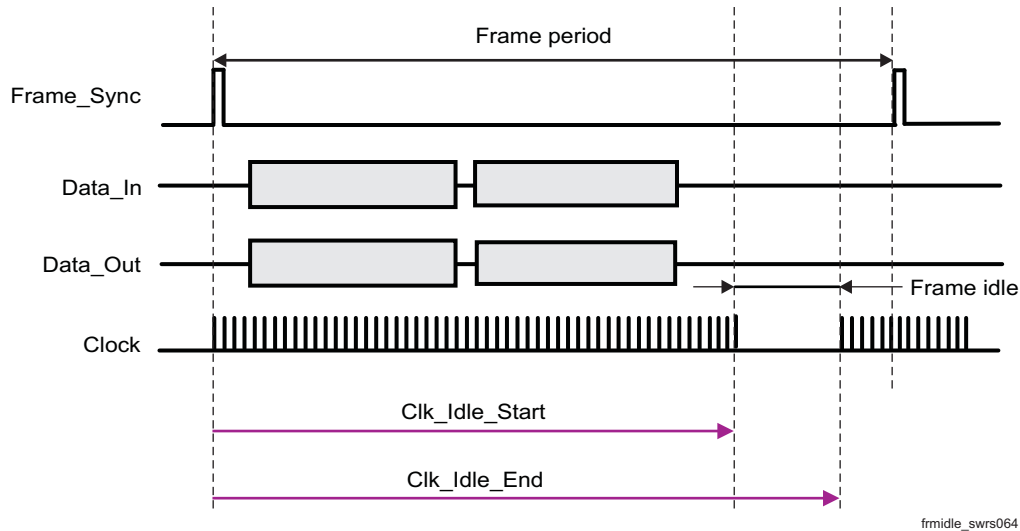 Frame period
Frame_Sync
Data_In
Data_Out
Frame idle
Clock
Clk_Idle_Start
Clk_Idle_End
frmidle_swrs064